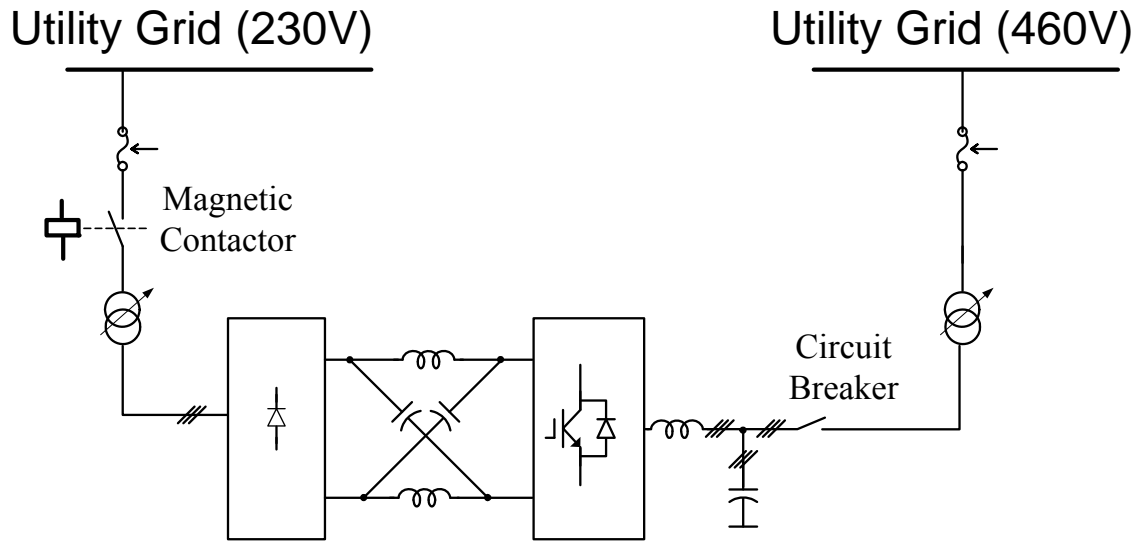 Utility Grid (230V)
Utility Grid (460V)
Magnetic
Contactor
Circuit
Breaker